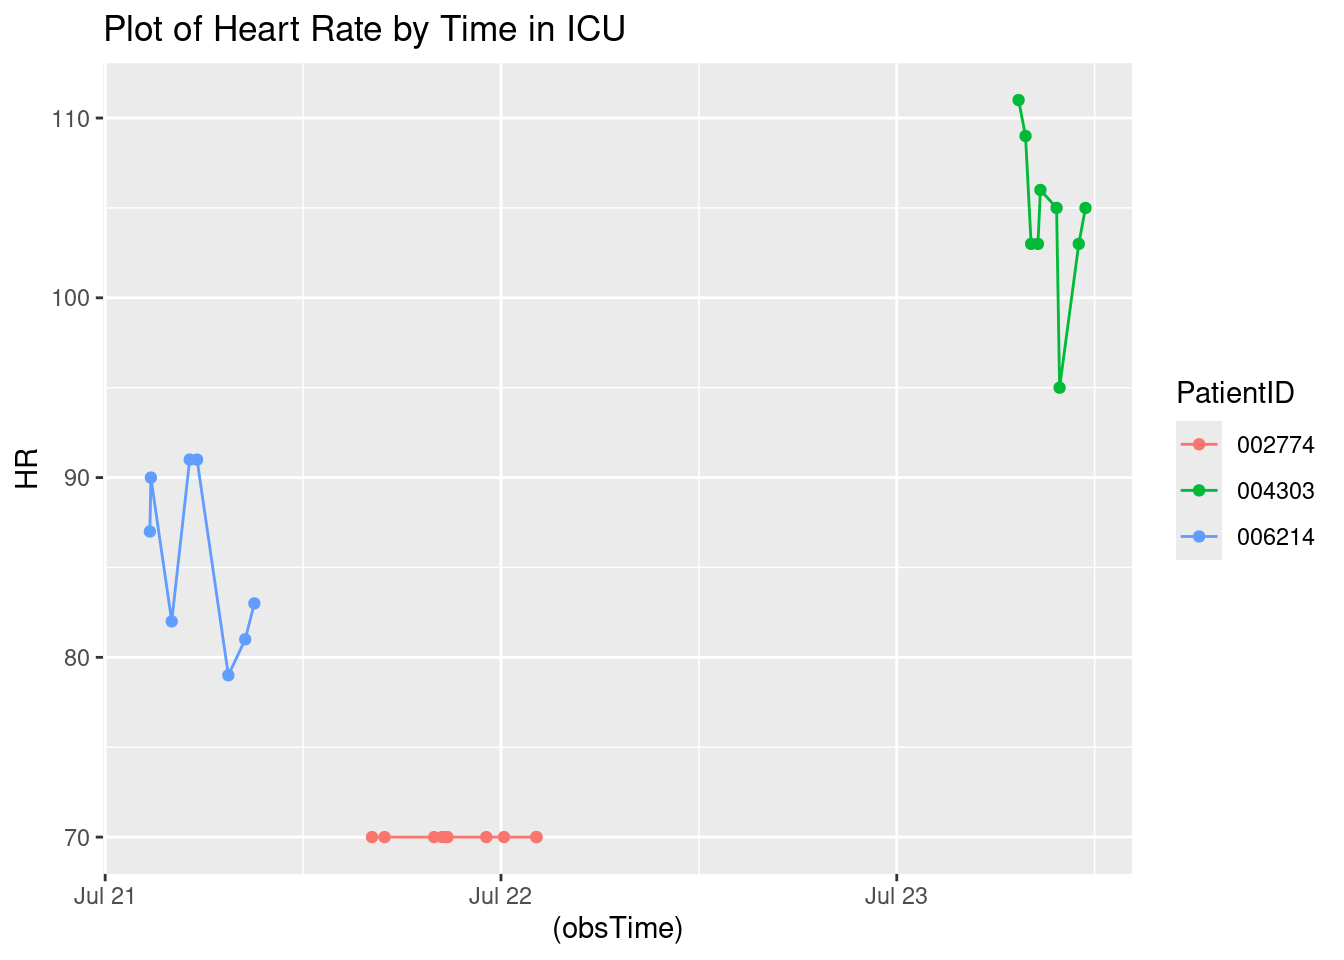 Plot of Heart Rate by Time in ICU
110
100
90
80
70
HR
Jul 21
Jul 22
Jul 23
(obsTime)
PatientID
002774
004303
006214